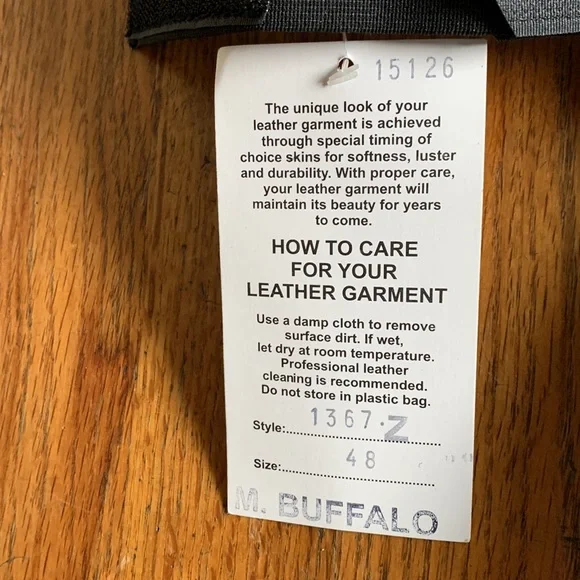 15126
The unique look of your
leather garment is achieved
through special timing of
choice skins for softness, luster
and durability. With proper care,
your leather garment will
maintain its beauty for years
to come.
HOW TO CARE
FOR YOUR
LEATHER GARMENT
Use a damp cloth to remove
surface dirt. If wet,
let dry at room temperature.
Professional leather
cleaning is recommended.
Do not store in plastic bag.
Style: 1367·Z
Size: 48
M. BUFFALO